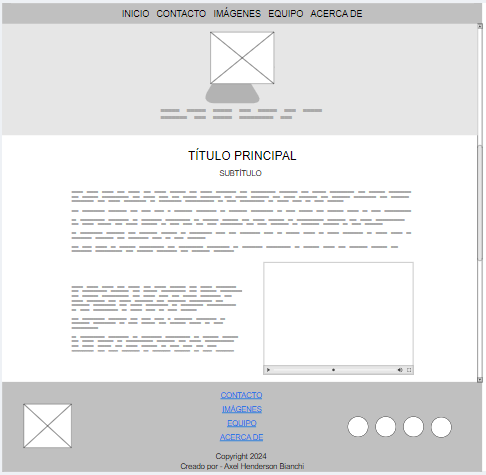 INICIO CONTACTO IMÁGENES EQUIPO ACERCA DE
TÍTULO PRINCIPAL
SUBTÍTULO
CONTACTO
IMÁGENES
EQUIPO
ACERCA DE
Copyright 2024
Creado por - Axel Henderson Bianchi